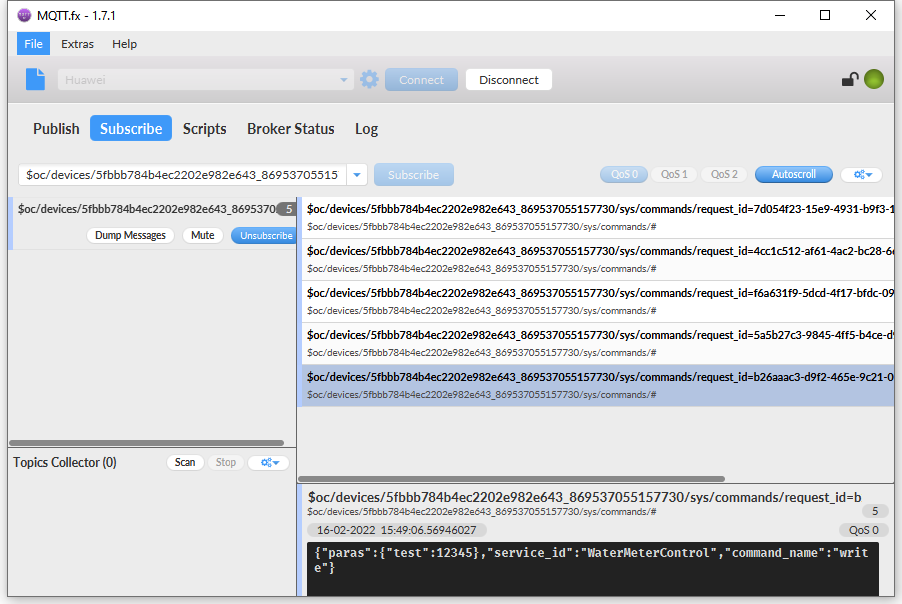 MQTT.fx - 1.7.1
File Extras Help
Huawei Connect Disconnect
Publish Subscribe Scripts Broker Status Log
$oc/devices/5fbbb784b4ec2202e982e643_86953705515 Subscribe QoS 0 QoS 1 QoS 2 Autoscroll
$oc/devices/5fbbb784b4ec2202e982e643_8695370 5
Dump Messages Mute Unsubscribe
$oc/devices/5fbbb784b4ec2202e982e643_869537055157730/sys/commands/request_id=7d054f23-15e9-4931-b9f3-1
$oc/devices/5fbbb784b4ec2202e982e643_869537055157730/sys/commands/#
$oc/devices/5fbbb784b4ec2202e982e643_869537055157730/sys/commands/request_id=4cc1c512-af61-4ac2-bc28-6
$oc/devices/5fbbb784b4ec2202e982e643_869537055157730/sys/commands/#
$oc/devices/5fbbb784b4ec2202e982e643_869537055157730/sys/commands/request_id=f6a631f9-5dcd-4f17-bfdc-09
$oc/devices/5fbbb784b4ec2202e982e643_869537055157730/sys/commands/#
$oc/devices/5fbbb784b4ec2202e982e643_869537055157730/sys/commands/request_id=5a5b27c3-9845-4ff5-b4ce-d
$oc/devices/5fbbb784b4ec2202e982e643_869537055157730/sys/commands/#
$oc/devices/5fbbb784b4ec2202e982e643_869537055157730/sys/commands/request_id=b26aaac3-d9f2-465e-9c21-0
$oc/devices/5fbbb784b4ec2202e982e643_869537055157730/sys/commands/#
Topics Collector (0) Scan Stop
$oc/devices/5fbbb784b4ec2202e982e643_869537055157730/sys/commands/request_id=b
$oc/devices/5fbbb784b4ec2202e982e643_869537055157730/sys/commands/#
5
16-02-2022 15:49:06.56946027 QoS 0
{"paras":{"test":12345},"service_id":"WaterMeterControl","command_name":"writ
e"}